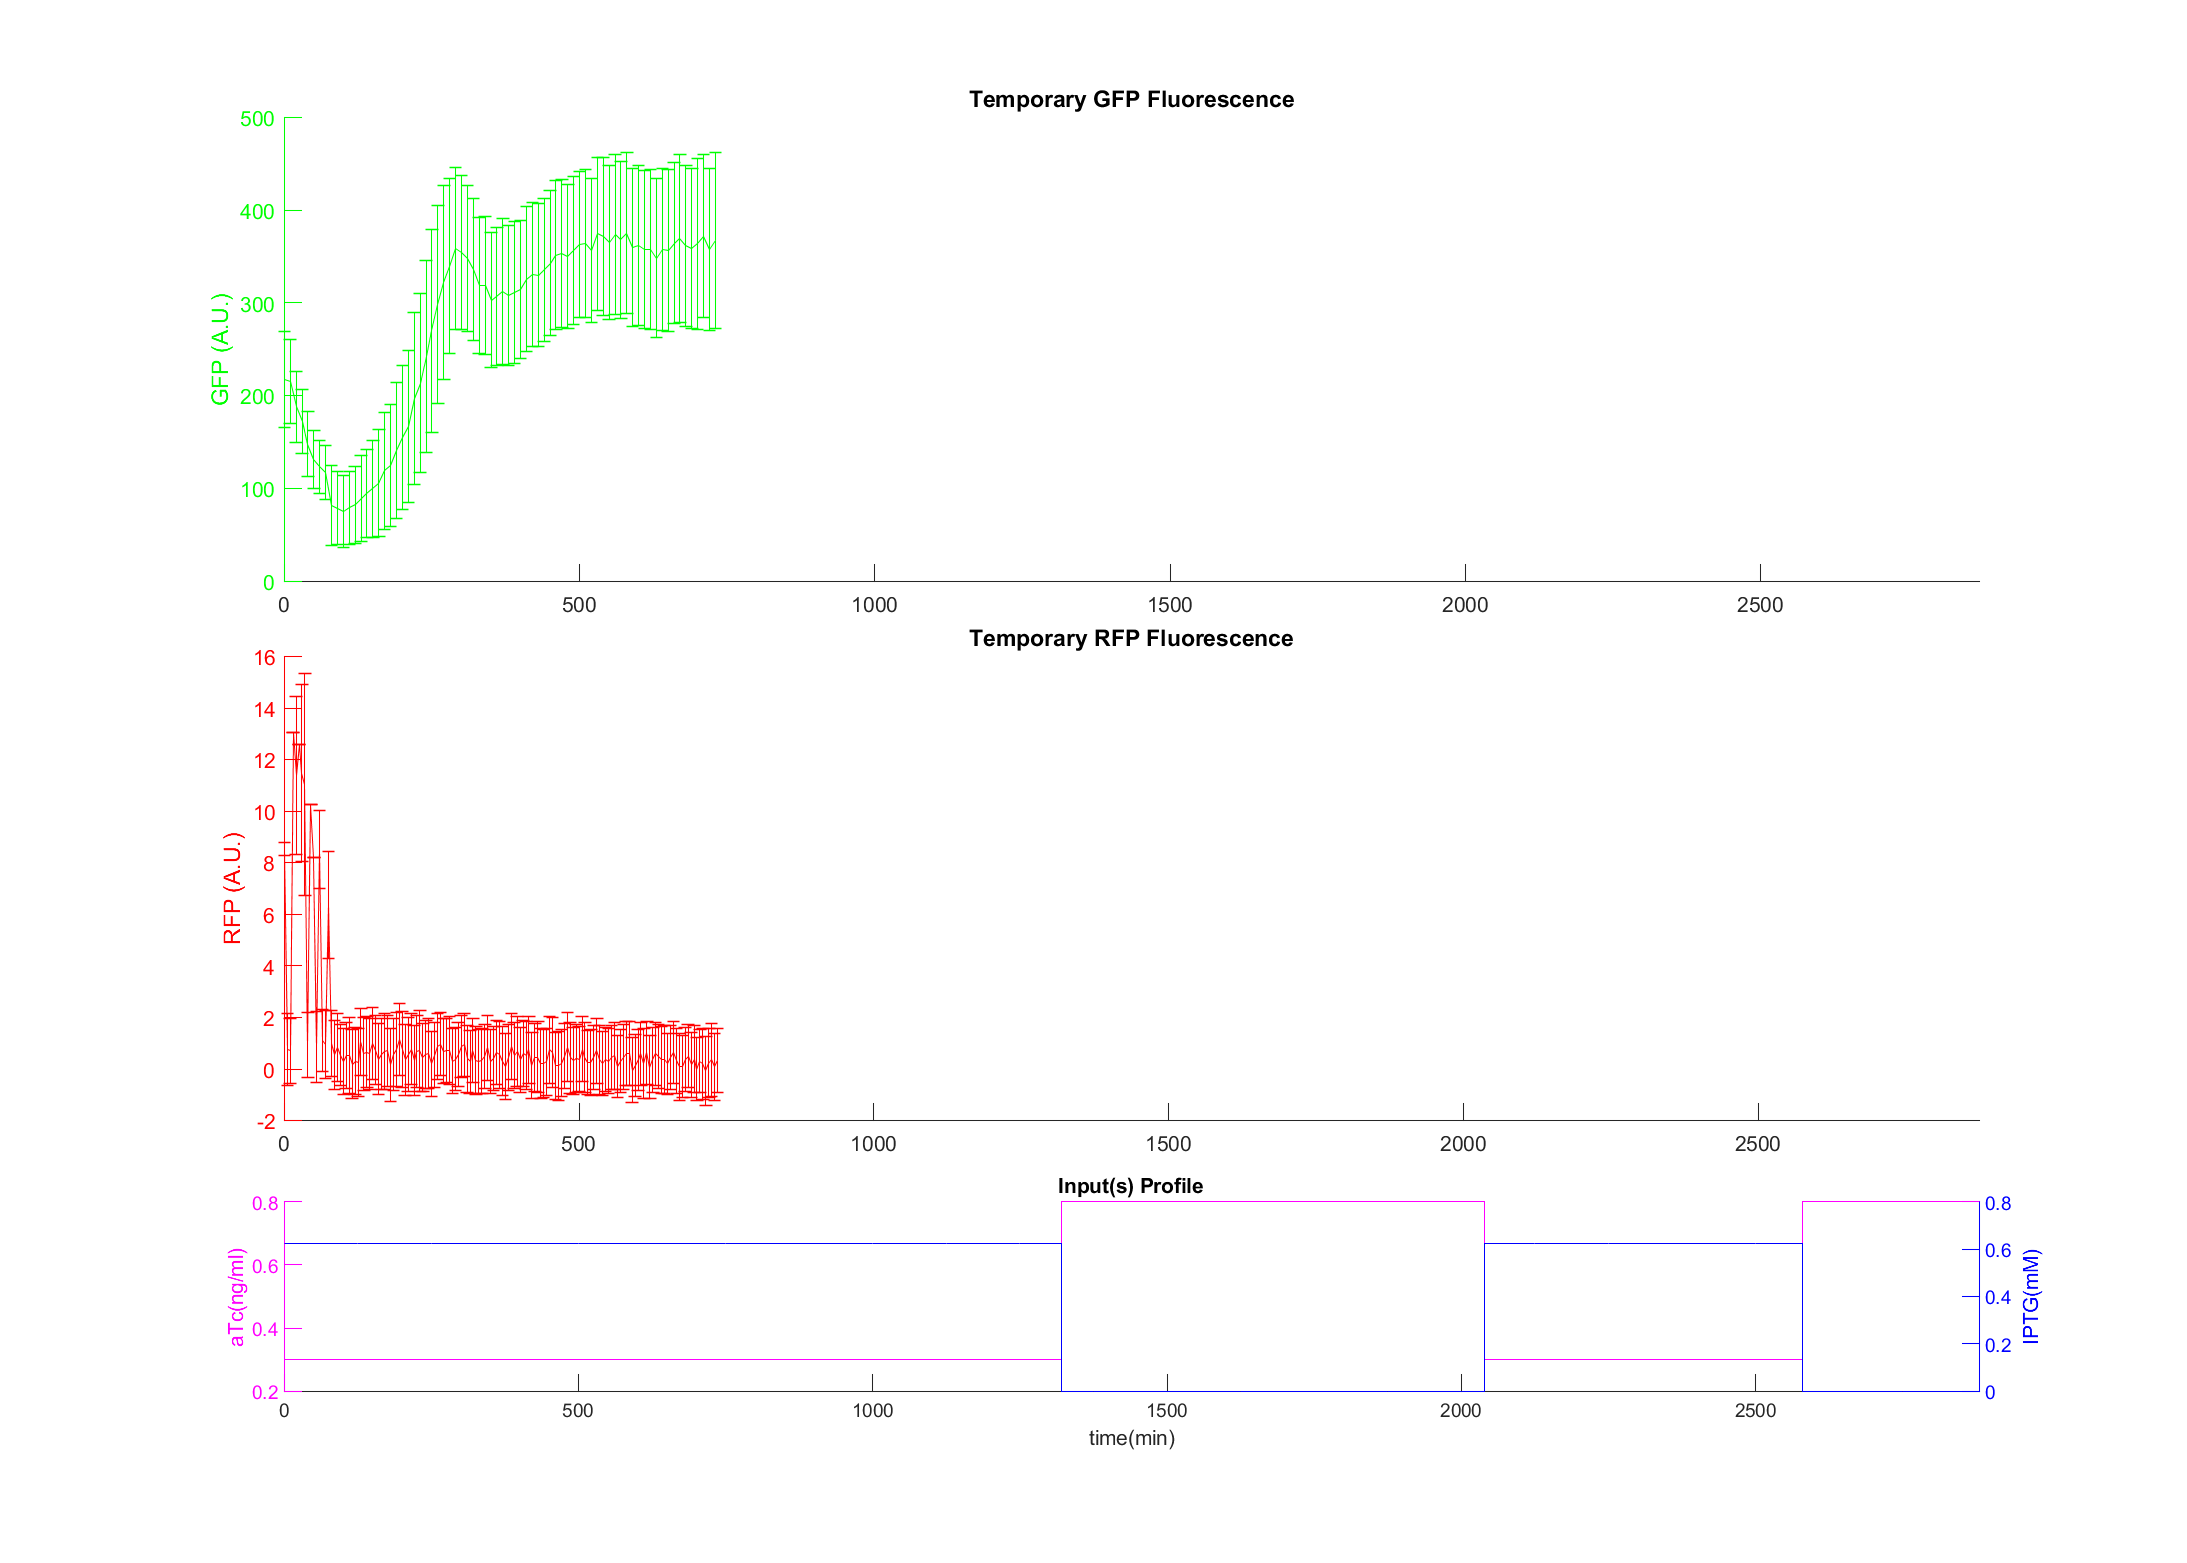 Temporary GFP Fluorescence
500
400
300
200
100
0
GFP (A.U.)
0 500 1000 1500 2000 2500
Temporary RFP Fluorescence
16
14
12
10
8
6
4
2
0
-2
RFP (A.U.)
0 500 1000 1500 2000 2500
Input(s) Profile
0.8
0.6
0.4
0.2
aTc(ng/ml)
0.8
0.6
0.4
0.2
0
IPTG(mM)
0 500 1000 1500 2000 2500
time(min)